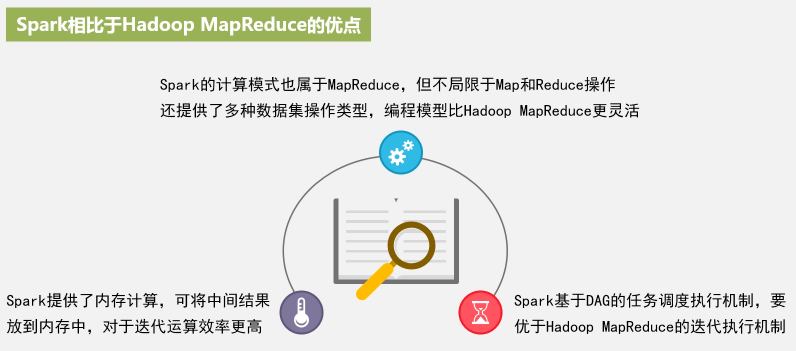 Spark相比于Hadoop MapReduce的优点
Spark的计算模式也属于MapReduce，但不局限于Map和Reduce操作
还提供了多种数据集操作类型，编程模型比Hadoop MapReduce更灵活
Spark提供了内存计算，可将中间结果
放到内存中，对于迭代运算效率更高
Spark基于DAG的任务调度执行机制，要
优于Hadoop MapReduce的迭代执行机制